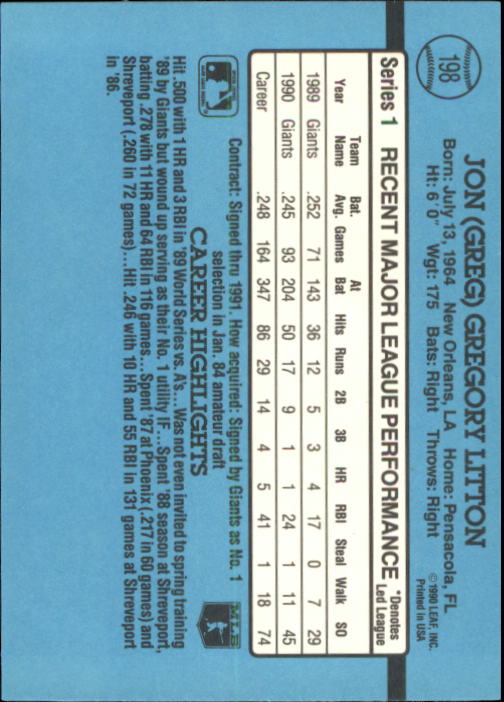 198
JON (GREG) GREGORY LITTON
Born: July 13, 1964 New Orleans, LA Home: Pensacola, FL
Ht: 6'0" Wgt: 175 Bats: Right Throws: Right
© 1990 LEAF, INC.
Printed in USA
Series 1 RECENT MAJOR LEAGUE PERFORMANCE *Denotes Led League
Year Team Name Bat. Avg. Games At Bat Hits Runs 2B 3B HR RBI Steal Walk SO
1989 Giants .252 71 143 36 12 5 3 4 17 0 7 29
1990 Giants .245 93 204 50 17 9 1 1 24 1 11 45
Career .248 164 347 86 29 14 4 5 41 1 18 74
Contract: Signed thru 1991. How acquired: Signed by Giants as No. 1
selection in Jan. 84 amateur draft
CAREER HIGHLIGHTS
Hit .500 with 1 HR and 3 RBI in '89 World Series vs. A's... Was not even invited to spring training
'89 by Giants but wound up serving as their No. 1 utility IF... Spent '88 season at Shreveport,
batting .278 with 11 HR and 64 RBI in 116 games... Spent '87 at Phoenix (.217 in 60 games) and
Shreveport (.260 in 72 games)... Hit .246 with 10 HR and 55 RBI in 131 games at Shreveport
in '86.